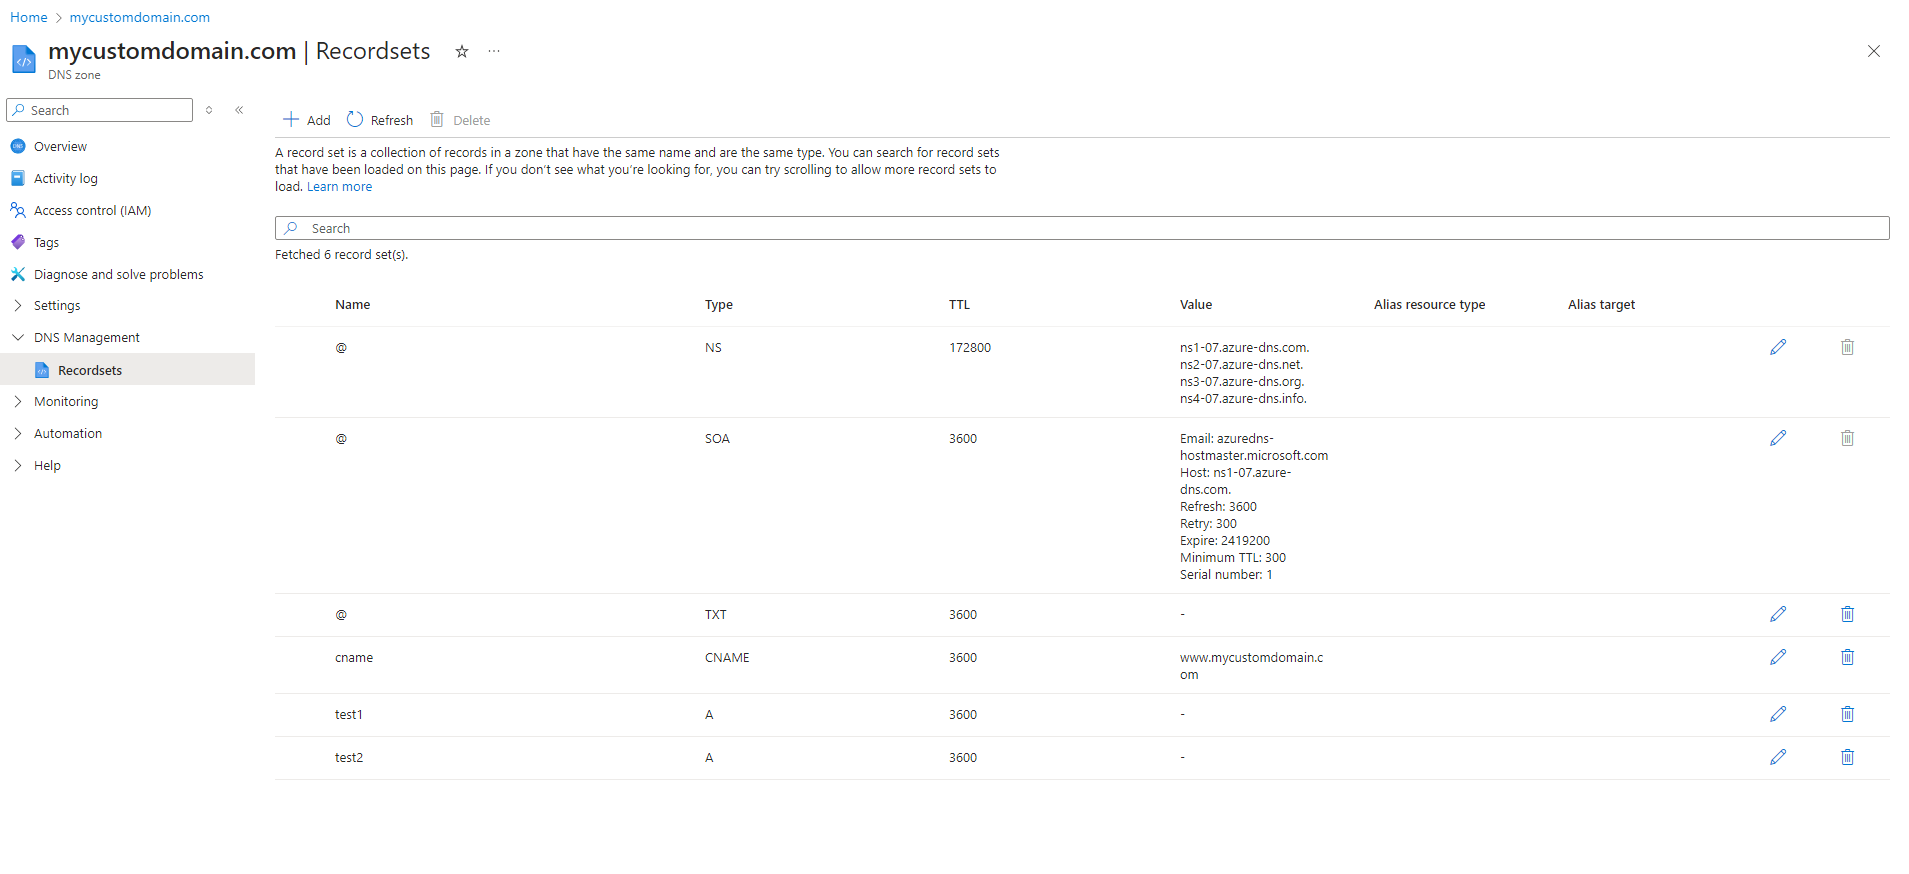 Home > mycustomdomain.com
mycustomdomain.com | Recordsets
DNS zone
Search
Overview
Activity log
Access control (IAM)
Tags
Diagnose and solve problems
Settings
DNS Management
Recordsets
Monitoring
Automation
Help
Add Refresh Delete
A record set is a collection of records in a zone that have the same name and are the same type. You can search for record sets
that have been loaded on this page. If you don't see what you're looking for, you can try scrolling to allow more record sets to
load. Learn more
Search
Fetched 6 record set(s).
Name Type TTL Value Alias resource type Alias target
@ NS 172800 ns1-07.azure-dns.com.
ns2-07.azure-dns.net.
ns3-07.azure-dns.org.
ns4-07.azure-dns.info.
@ SOA 3600 Email: azuredns-
hostmaster.microsoft.com
Host: ns1-07.azure-
dns.com.
Refresh: 3600
Retry: 300
Expire: 2419200
Minimum TTL: 300
Serial number: 1
@ TXT 3600 -
cname CNAME 3600 www.mycustomdomain.c
om
test1 A 3600 -
test2 A 3600 -